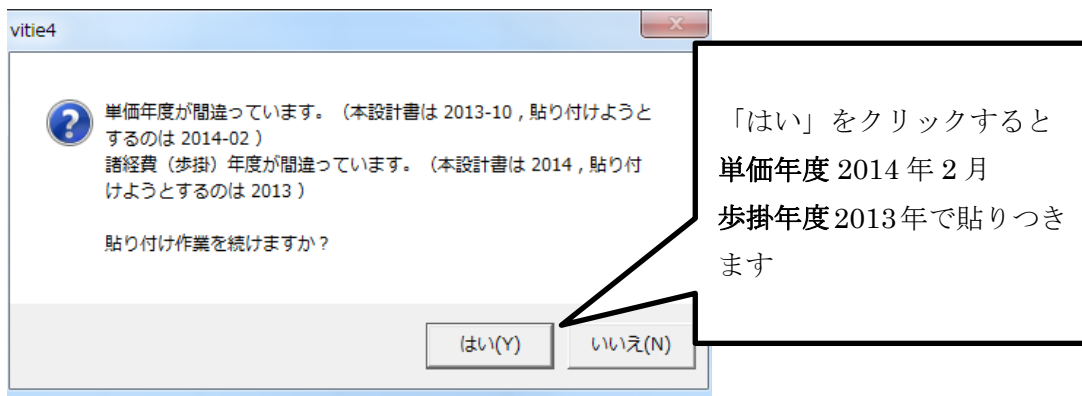 vitie4
単価年度が間違っています。（本設計書は 2013-10 , 貼り付けようと
するのは 2014-02 ）
諸経費（歩掛）年度が間違っています。（本設計書は 2014 , 貼り付
けようとするのは 2013 ）
貼り付け作業を続けますか？
はい(Y)
いいえ(N)
「はい」をクリックすると
単価年度 2014 年 2 月
歩掛年度 2013 年で貼りつき
ます